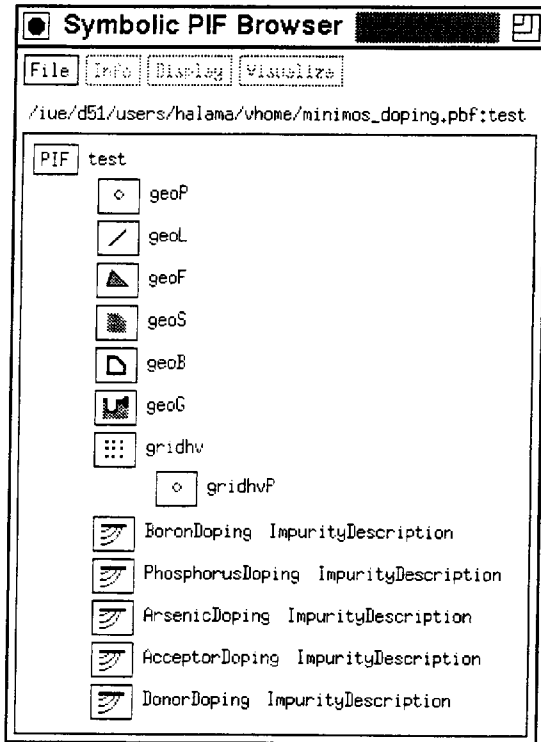 Symbolic PIF Browser
File Info Display Visualize
/iue/d51/users/halama/vhome/minimos_doping.pbf:test
PIF test
geoP
geoL
geoF
geoS
geoB
geoG
gridhv
gridhvP
BoronDoping ImpurityDescription
PhosphorusDoping ImpurityDescription
ArsenicDoping ImpurityDescription
AcceptorDoping ImpurityDescription
DonorDoping ImpurityDescription